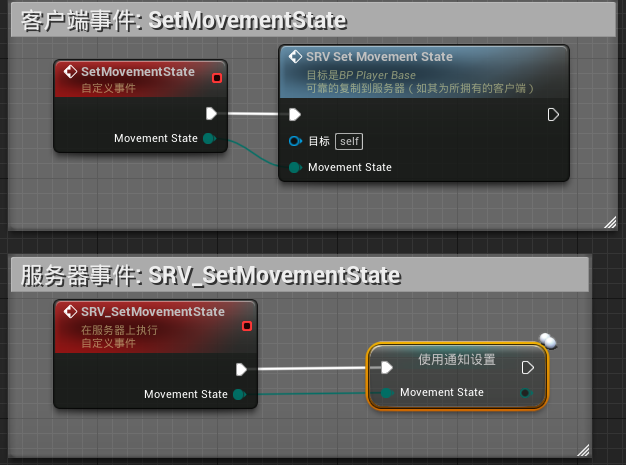 客户端事件: SetMovementState
SetMovementState
自定义事件
Movement State
SRV Set Movement State
目标是BP Player Base
可靠的复制到服务器（如其为所拥有的客户端）
目标 self
Movement State
服务器事件: SRV_SetMovementState
SRV_SetMovementState
在服务器上执行
自定义事件
Movement State
使用通知设置
Movement State